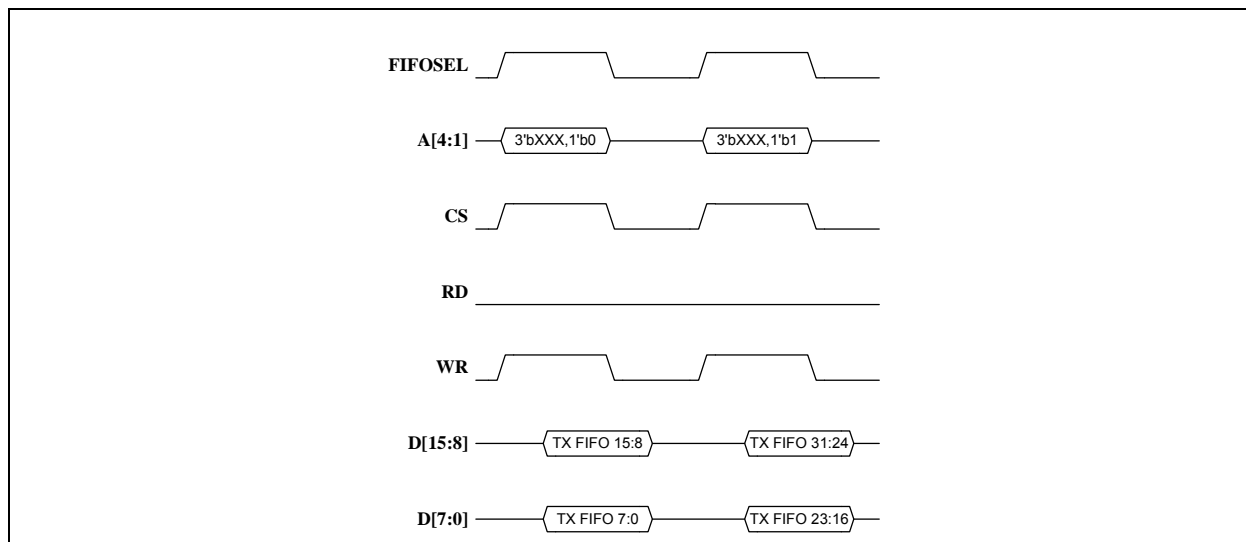 FIFOSEL
A[4:1] 3'bXXX,1'b0 3'bXXX,1'b1
CS
RD
WR
D[15:8] TX FIFO 15:8 TX FIFO 31:24
D[7:0] TX FIFO 7:0 TX FIFO 23:16